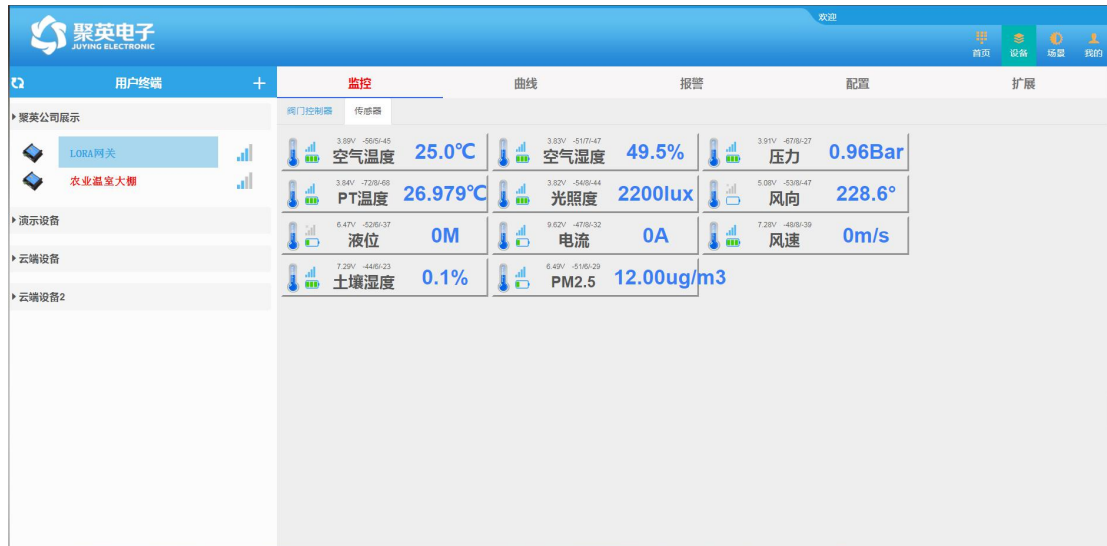 欢迎
聚英电子
JUYING ELECTRONIC
首页 设备 场景 我的
用户终端 +
监控 曲线 报警 配置 扩展
聚英公司展示
LORA网关
农业温室大棚
演示设备
云端设备
云端设备2
阀门控制器 传感器
3.89V -56/5/-45
空气温度 25.0℃
3.83V -51/7/-47
空气湿度 49.5%
3.91V -67/8/-27
压力 0.96Bar
3.84V -72/8/-68
PT温度 26.979℃
3.82V -54/8/-44
光照度 2200lux
5.08V -53/8/-47
风向 228.6°
6.47V -52/6/-37
液位 0M
9.62V -47/8/-32
电流 0A
7.28V -48/8/-39
风速 0m/s
7.29V -44/6/-23
土壤湿度 0.1%
6.49V -51/6/-29
PM2.5 12.00ug/m3